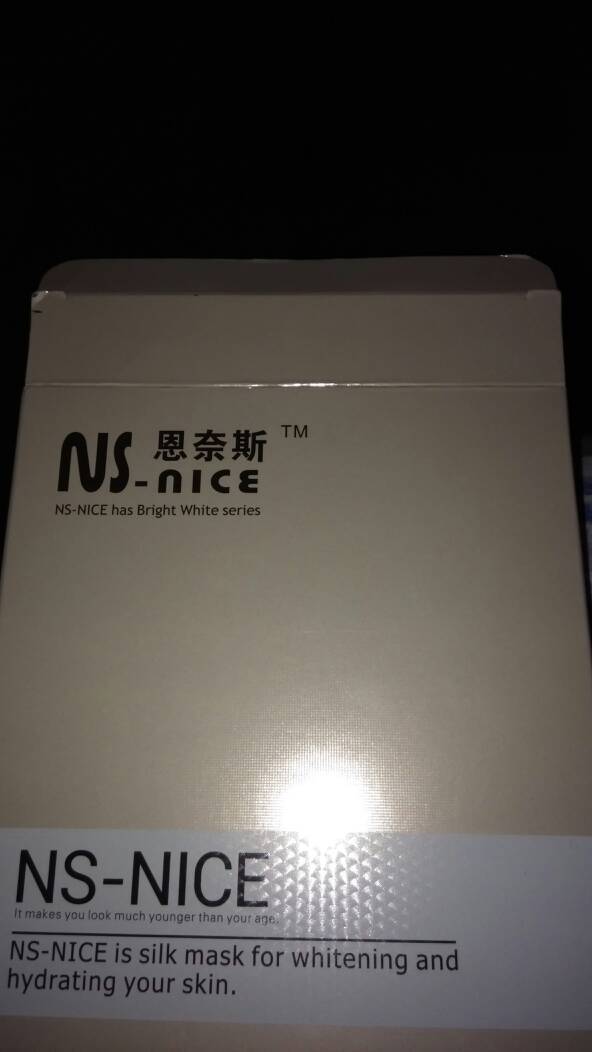 NS 恩奈斯 TM
-nice
NS-NICE has Bright White series
NS-NICE
It makes you look much younger than your age.
NS-NICE is silk mask for whitening and
hydrating your skin.